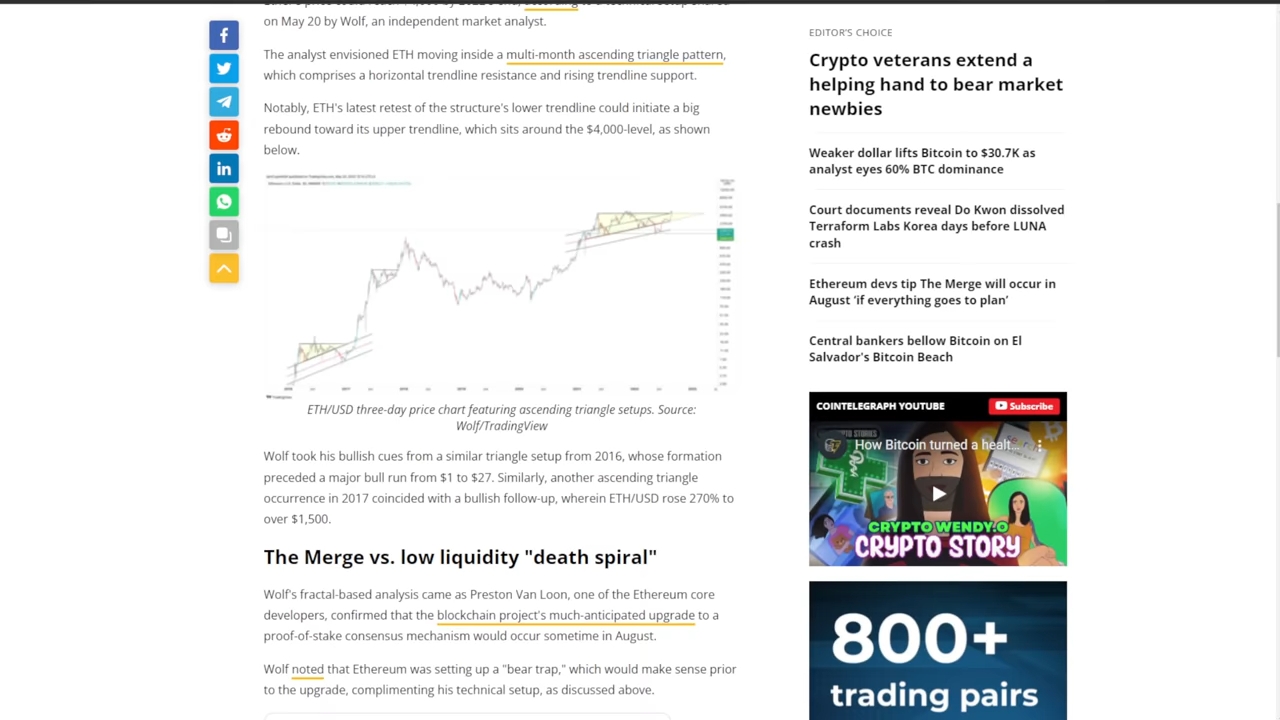 on May 20 by Wolf, an independent market analyst.
The analyst envisioned ETH moving inside a multi-month ascending triangle pattern,
which comprises a horizontal trendline resistance and rising trendline support.
Notably, ETH's latest retest of the structure's lower trendline could initiate a big
rebound toward its upper trendline, which sits around the $4,000-level, as shown
below.
ETH/USD three-day price chart featuring ascending triangle setups. Source:
Wolf/TradingView
Wolf took his bullish cues from a similar triangle setup from 2016, whose formation
preceded a major bull run from $1 to $27. Similarly, another ascending triangle
occurrence in 2017 coincided with a bullish follow-up, wherein ETH/USD rose 270% to
over $1,500.
The Merge vs. low liquidity "death spiral"
Wolf's fractal-based analysis came as Preston Van Loon, one of the Ethereum core
developers, confirmed that the blockchain project's much-anticipated upgrade to a
proof-of-stake consensus mechanism would occur sometime in August.
Wolf noted that Ethereum was setting up a "bear trap," which would make sense prior
to the upgrade, complimenting his technical setup, as discussed above.
EDITOR'S CHOICE
Crypto veterans extend a
helping hand to bear market
newbies
Weaker dollar lifts Bitcoin to $30.7K as
analyst eyes 60% BTC dominance
Court documents reveal Do Kwon dissolved
Terraform Labs Korea days before LUNA
crash
Ethereum devs tip The Merge will occur in
August 'if everything goes to plan'
Central bankers bellow Bitcoin on El
Salvador's Bitcoin Beach
COINTELEGRAPH YOUTUBE
Subscribe
How Bitcoin turned a healt...
CRYPTO WENDY.O
CRYPTO STORY
800+
trading pairs